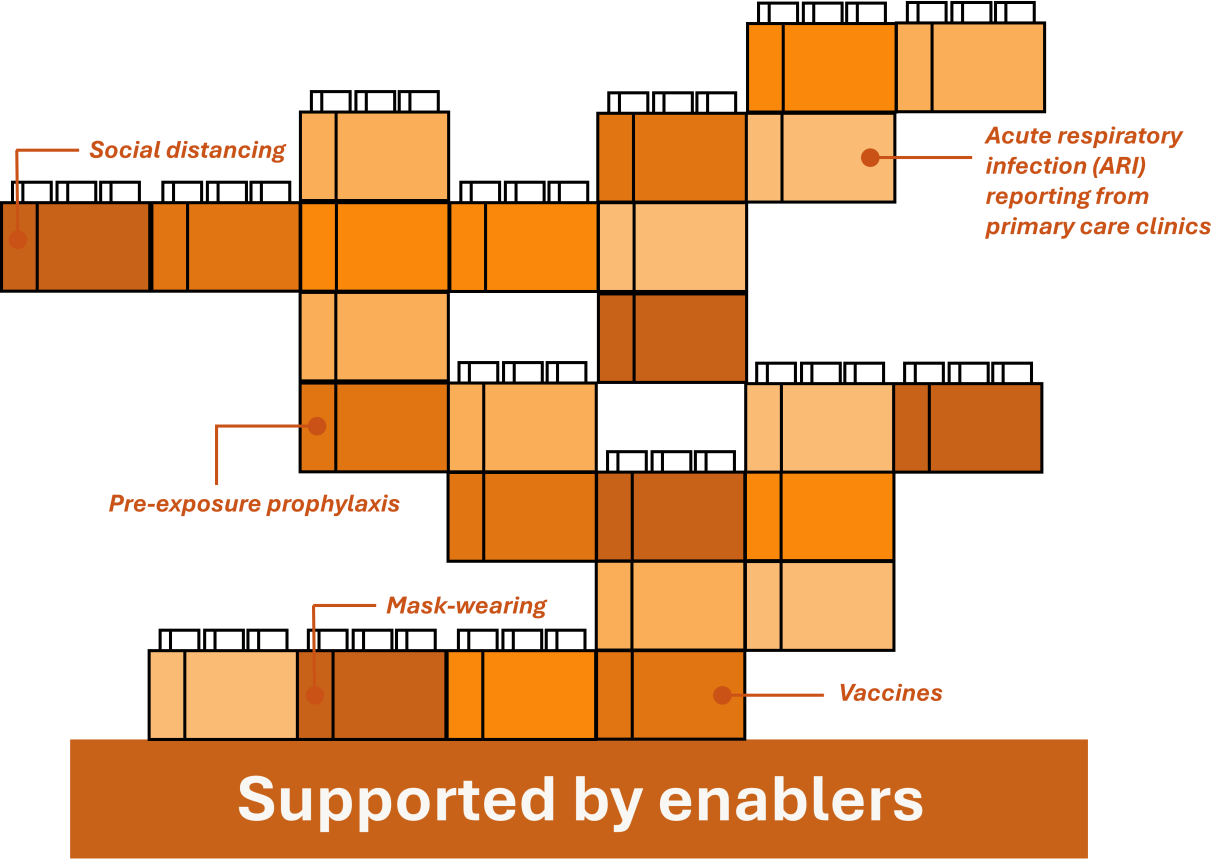 Social distancing
Acute respiratory
infection (ARI)
reporting from
primary care clinics
Pre-exposure prophylaxis
Mask-wearing
Vaccines
Supported by enablers